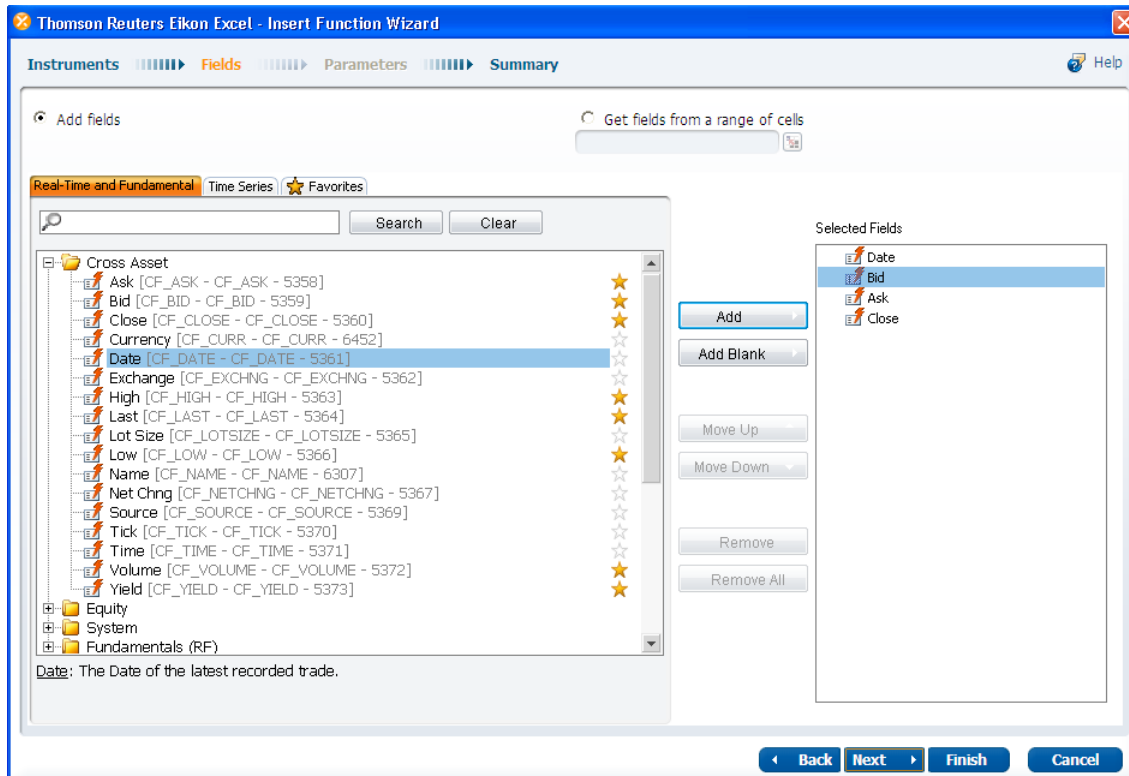 Thomson Reuters Eikon Excel - Insert Function Wizard
Instruments Fields Parameters Summary Help
Add fields
Get fields from a range of cells
Real-Time and Fundamental Time Series Favorites
Search Clear
Cross Asset
Ask [CF_ASK - CF_ASK - 5358]
Bid [CF_BID - CF_BID - 5359]
Close [CF_CLOSE - CF_CLOSE - 5360]
Currency [CF_CURR - CF_CURR - 6452]
Date [CF_DATE - CF_DATE - 5361]
Exchange [CF_EXCHNG - CF_EXCHNG - 5362]
High [CF_HIGH - CF_HIGH - 5363]
Last [CF_LAST - CF_LAST - 5364]
Lot Size [CF_LOTSIZE - CF_LOTSIZE - 5365]
Low [CF_LOW - CF_LOW - 5366]
Name [CF_NAME - CF_NAME - 6307]
Net Chng [CF_NETCHNG - CF_NETCHNG - 5367]
Source [CF_SOURCE - CF_SOURCE - 5369]
Tick [CF_TICK - CF_TICK - 5370]
Time [CF_TIME - CF_TIME - 5371]
Volume [CF_VOLUME - CF_VOLUME - 5372]
Yield [CF_YIELD - CF_YIELD - 5373]
Equity
System
Fundamentals (RF)
Date: The Date of the latest recorded trade.
Add
Add Blank
Move Up
Move Down
Remove
Remove All
Selected Fields
Date
Bid
Ask
Close
Back Next Finish Cancel